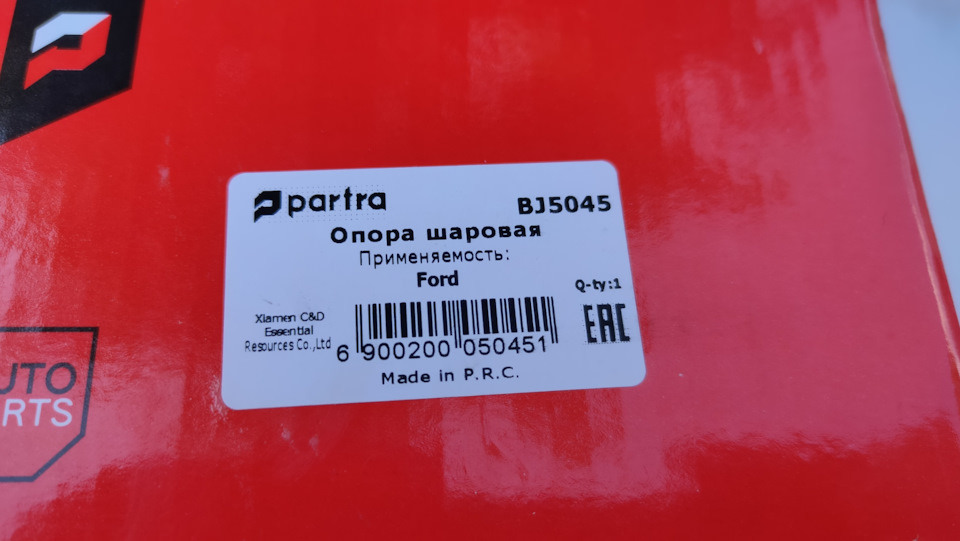 partra
BJ5045
Опора шаровая
Применяемость:
Ford
Q-ty:1
Xiamen C&D
Essential
Resources Co.,Ltd
EAC
6 900200 050451
Made in P.R.C.
UTO
RTS